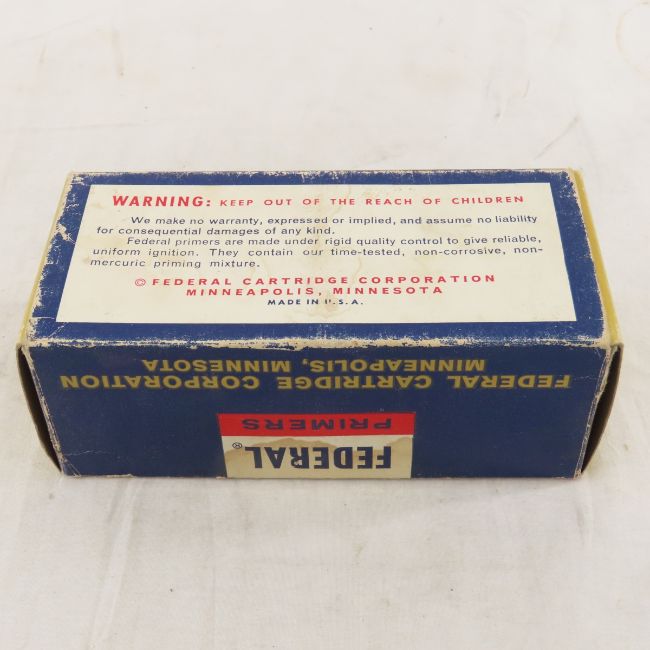 WARNING: KEEP OUT OF THE REACH OF CHILDREN
We make no warranty, expressed or implied, and assume no liability
for consequential damages of any kind.
Federal primers are made under rigid quality control to give reliable,
uniform ignition. They contain our time-tested, non-corrosive, non-
mercuric priming mixture.
© FEDERAL CARTRIDGE CORPORATION
MINNEAPOLIS, MINNESOTA
MADE IN U.S.A.
FEDERAL®
PRIMERS
FEDERAL CARTRIDGE CORPORATION
MINNEAPOLIS, MINNESOTA